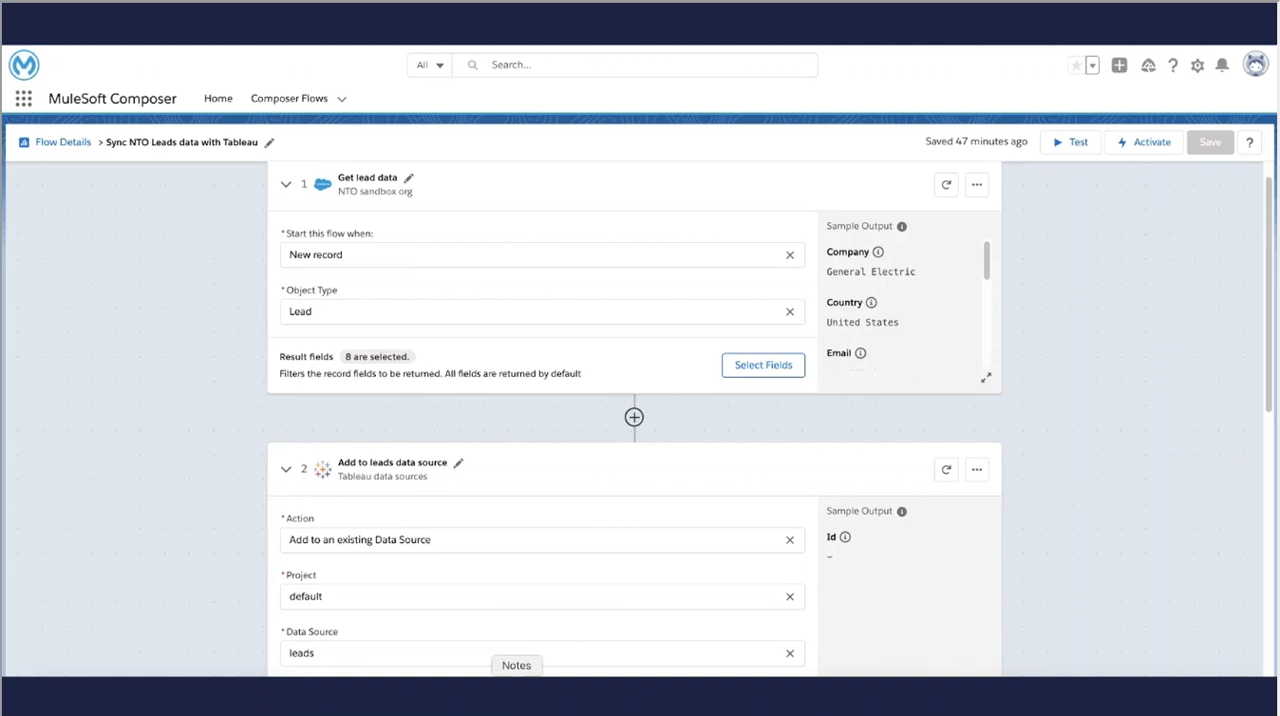 All
Search...
MuleSoft Composer
Home
Composer Flows
Flow Details > Sync NTO Leads data with Tableau
Saved 47 minutes ago
Test
Activate
Save
?
1
Get lead data
NTO sandbox org
* Start this flow when:
New record
* Object Type
Lead
Result fields 8 are selected.
Filters the record fields to be returned. All fields are returned by default
Select Fields
Sample Output
Company
General Electric
Country
United States
Email
2
Add to leads data source
Tableau data sources
* Action
Add to an existing Data Source
* Project
default
* Data Source
leads
Sample Output
Id
–
Notes